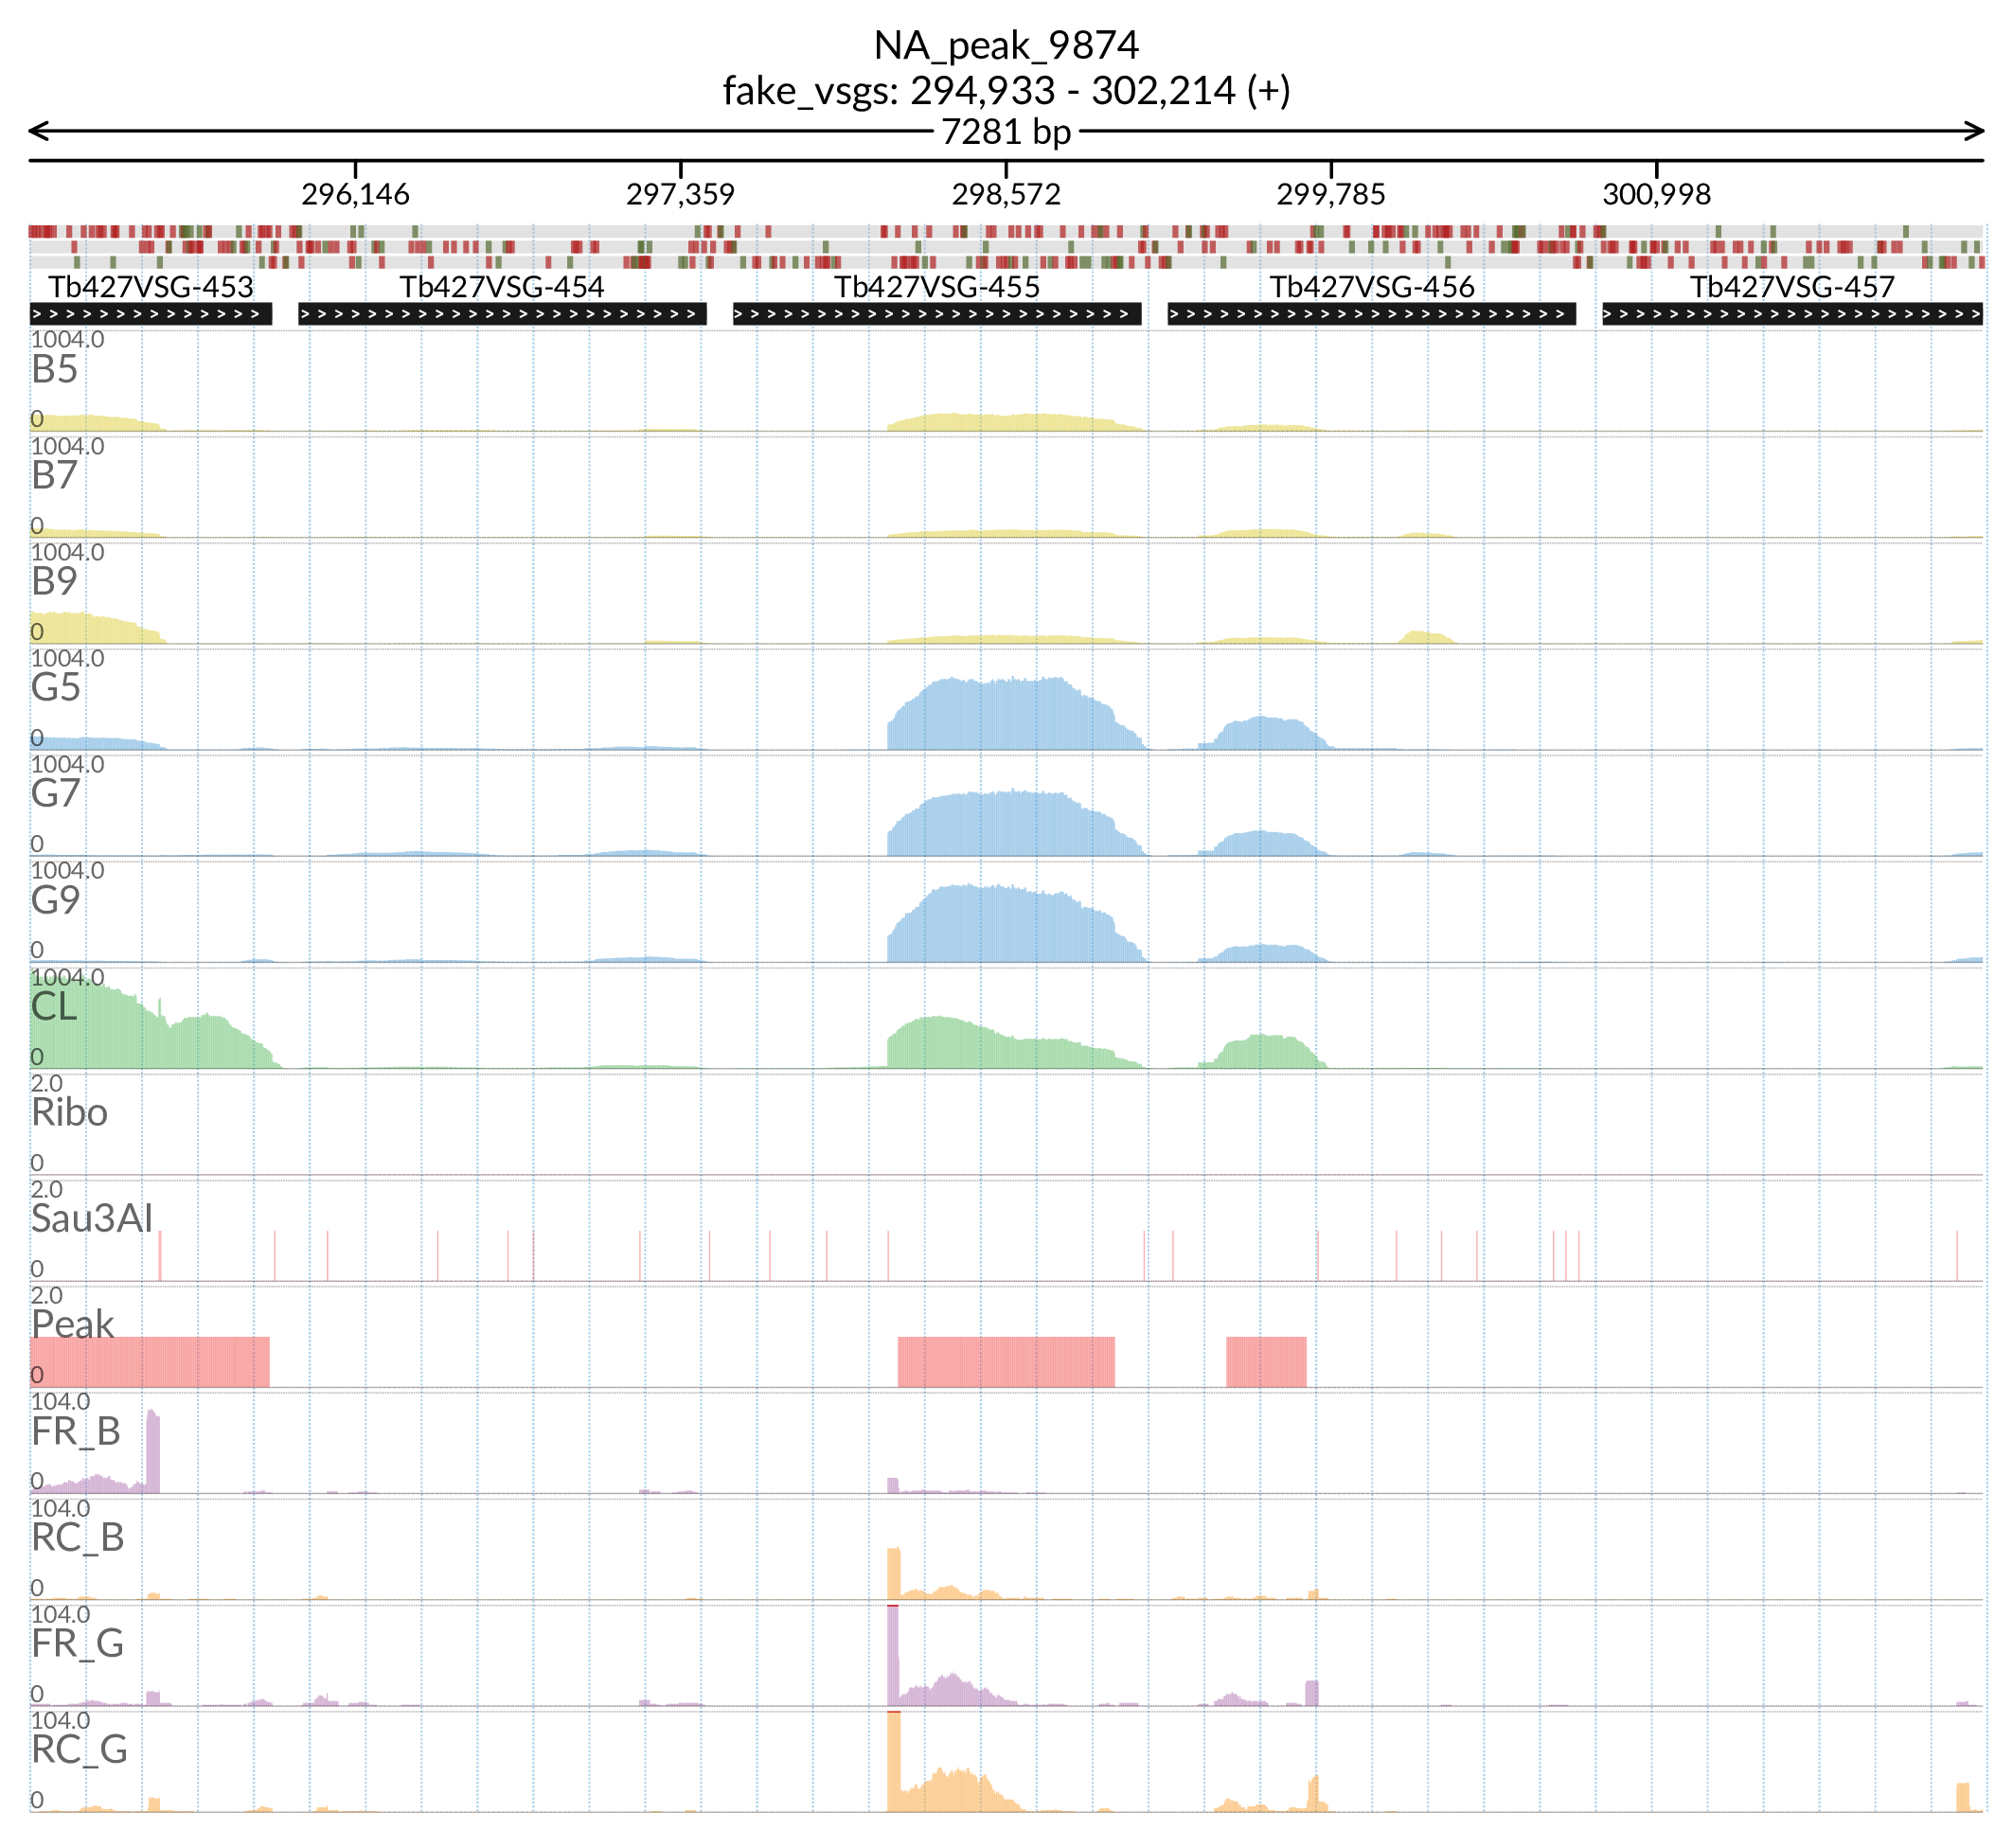 NA_peak_9874
fake_vsgs: 294,933 - 302,214 (+)
7281 bp
296,146 297,359 298,572 299,785 300,998
Tb427VSG-453 Tb427VSG-454 Tb427VSG-455 Tb427VSG-456 Tb427VSG-457
1004.0
B5
0
1004.0
B7
0
1004.0
B9
0
1004.0
G5
0
1004.0
G7
0
1004.0
G9
0
1004.0
CL
0
2.0
Ribo
0
2.0
Sau3AI
0
2.0
Peak
0
104.0
FR_B
0
104.0
RC_B
0
104.0
FR_G
0
104.0
RC_G
0